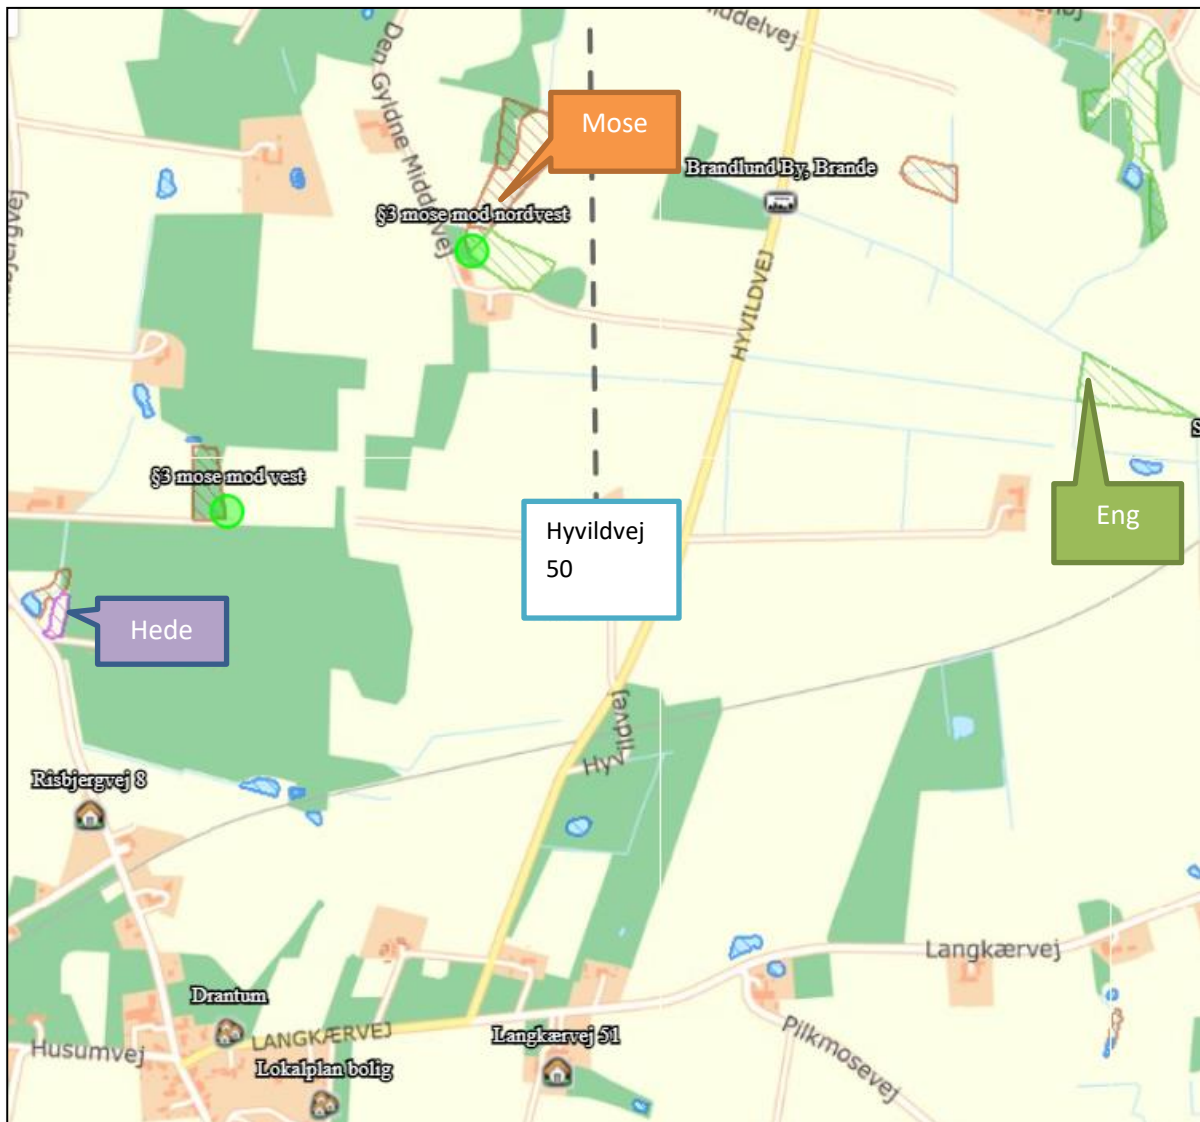 Den Gyldne Middelvej
Mose
Brandlund By, Brande
§3 mose mod nordvest
HYVILDVEJ
§3 mose mod vest
Eng
Hyvildvej
50
Hede
Hyvildvej
Risbjergvej 8
Langkærvej
Drantum
LANGKÆRVEJ
Langkærvej 51
Husumvej
Lokalplan bolig
Pilkmosevej